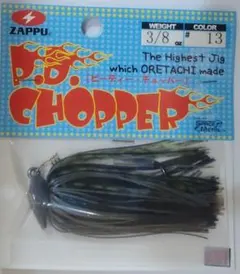 ZAPPU
WEIGHT
COLOR
3/8 oz
# 13
P.D.
The Highest Jig
which ORETACHI made
(ピーディーチョッパー)
CHOPPER